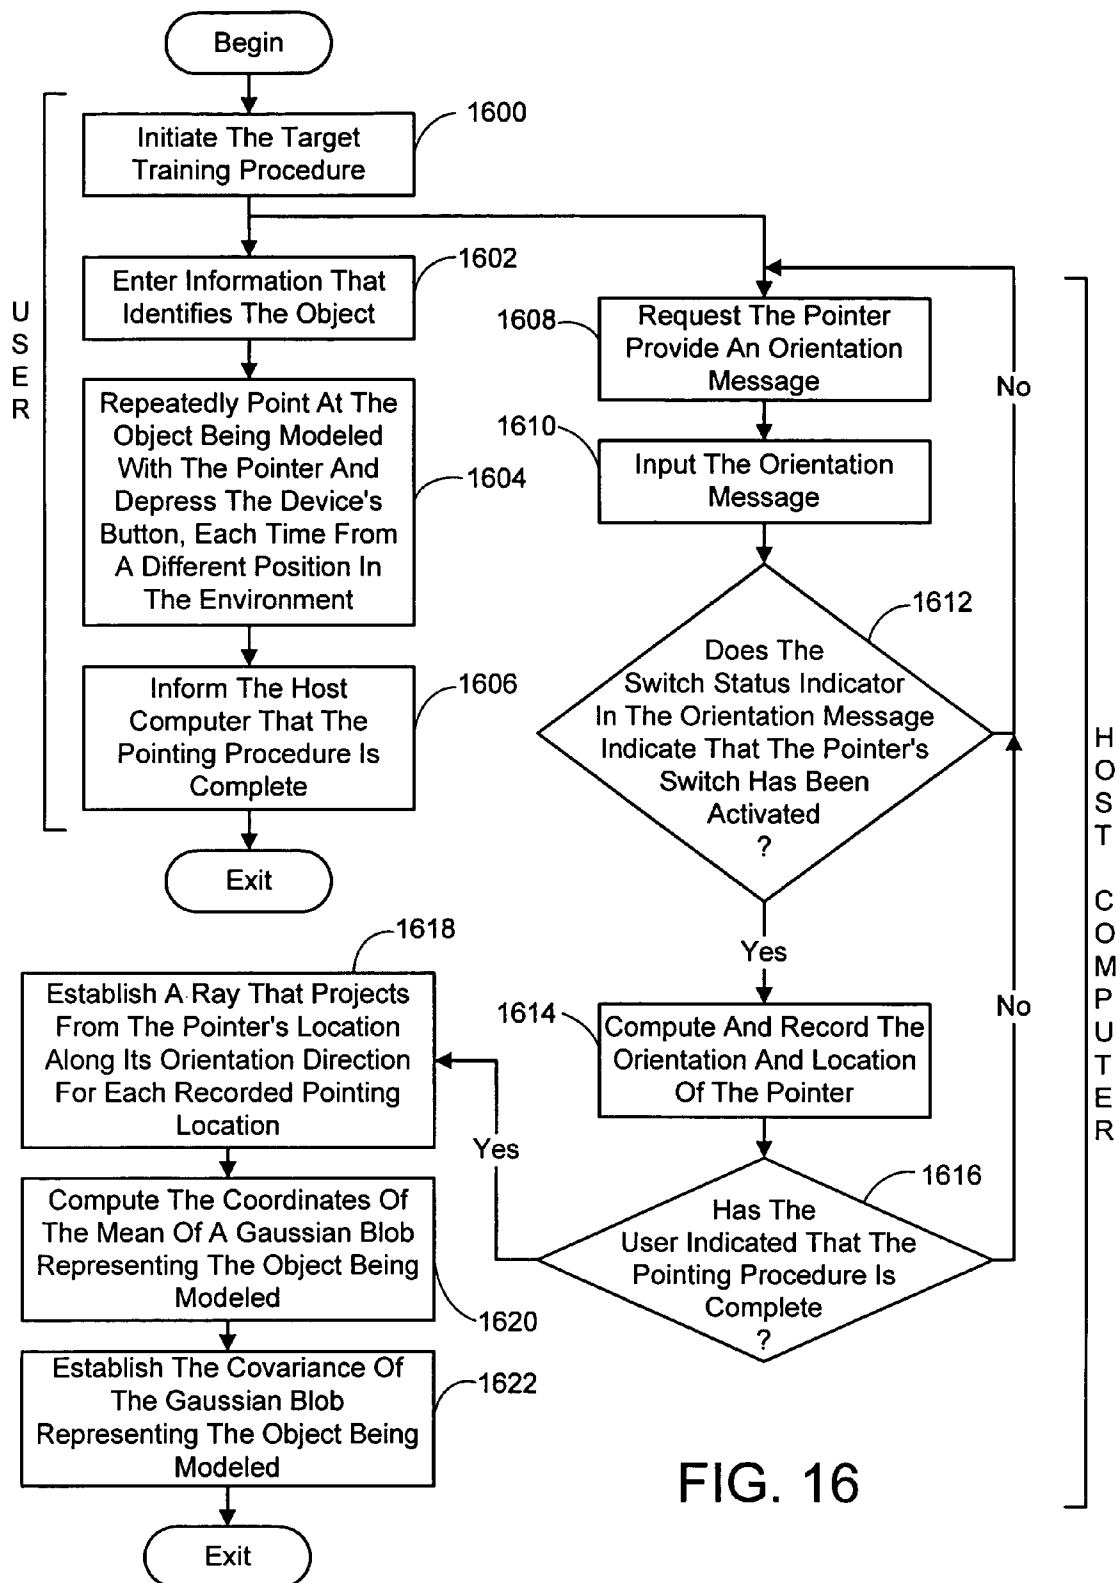 Begin
1600
Initiate The Target
Training Procedure
1602
Enter Information That
Identifies The Object
USER
Repeatedly Point At The
Object Being Modeled
With The Pointer And
Depress The Device's
Button, Each Time From
A Different Position In
The Environment
1604
Inform The Host
Computer That The
Pointing Procedure Is
Complete
1606
Exit
1608
Request The Pointer
Provide An Orientation
Message
No
1610
Input The Orientation
Message
1612
Does The
Switch Status Indicator
In The Orientation Message
Indicate That The Pointer's
Switch Has Been
Activated
?
HOST COMPUTER
Yes
1614
Compute And Record The
Orientation And Location
Of The Pointer
No
1616
Has The
User Indicated That The
Pointing Procedure Is
Complete
?
Yes
1618
Establish A Ray That Projects
From The Pointer's Location
Along Its Orientation Direction
For Each Recorded Pointing
Location
Compute The Coordinates Of
The Mean Of A Gaussian Blob
Representing The Object Being
Modeled
1620
Establish The Covariance Of
The Gaussian Blob
Representing The Object Being
Modeled
1622
Exit
FIG. 16